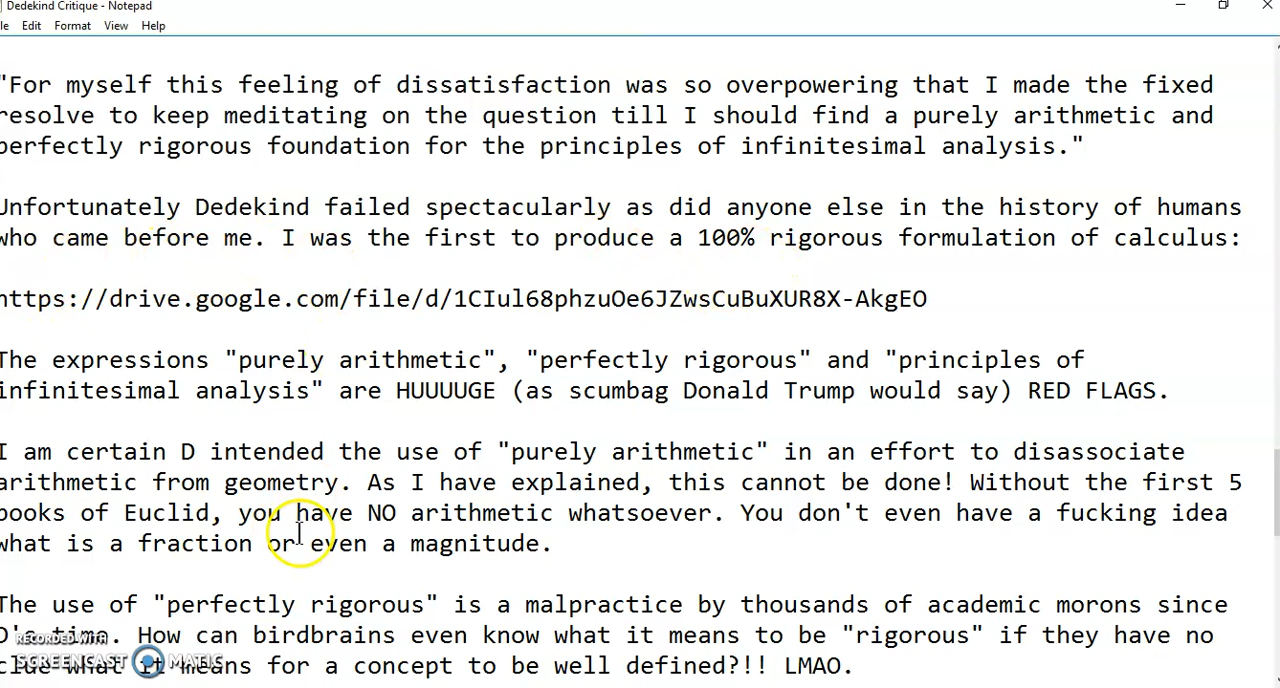 Dedekind Critique - Notepad
le Edit Format View Help
"For myself this feeling of dissatisfaction was so overpowering that I made the fixed
resolve to keep meditating on the question till I should find a purely arithmetic and
perfectly rigorous foundation for the principles of infinitesimal analysis."
Unfortunately Dedekind failed spectacularly as did anyone else in the history of humans
who came before me. I was the first to produce a 100% rigorous formulation of calculus:
https://drive.google.com/file/d/1CIul68phzuOe6JZwsCuBuXUR8X-AkgEO
The expressions "purely arithmetic", "perfectly rigorous" and "principles of
infinitesimal analysis" are HUUUUGE (as scumbag Donald Trump would say) RED FLAGS.
I am certain D intended the use of "purely arithmetic" in an effort to disassociate
arithmetic from geometry. As I have explained, this cannot be done! Without the first 5
books of Euclid, you have NO arithmetic whatsoever. You don't even have a fucking idea
what is a fraction or even a magnitude.
The use of "perfectly rigorous" is a malpractice by thousands of academic morons since
D's time. How can birdbrains even know what it means to be "rigorous" if they have no
clue what it means for a concept to be well defined?!! LMAO.
RECORDED WITH
SCREENCAST MATIC